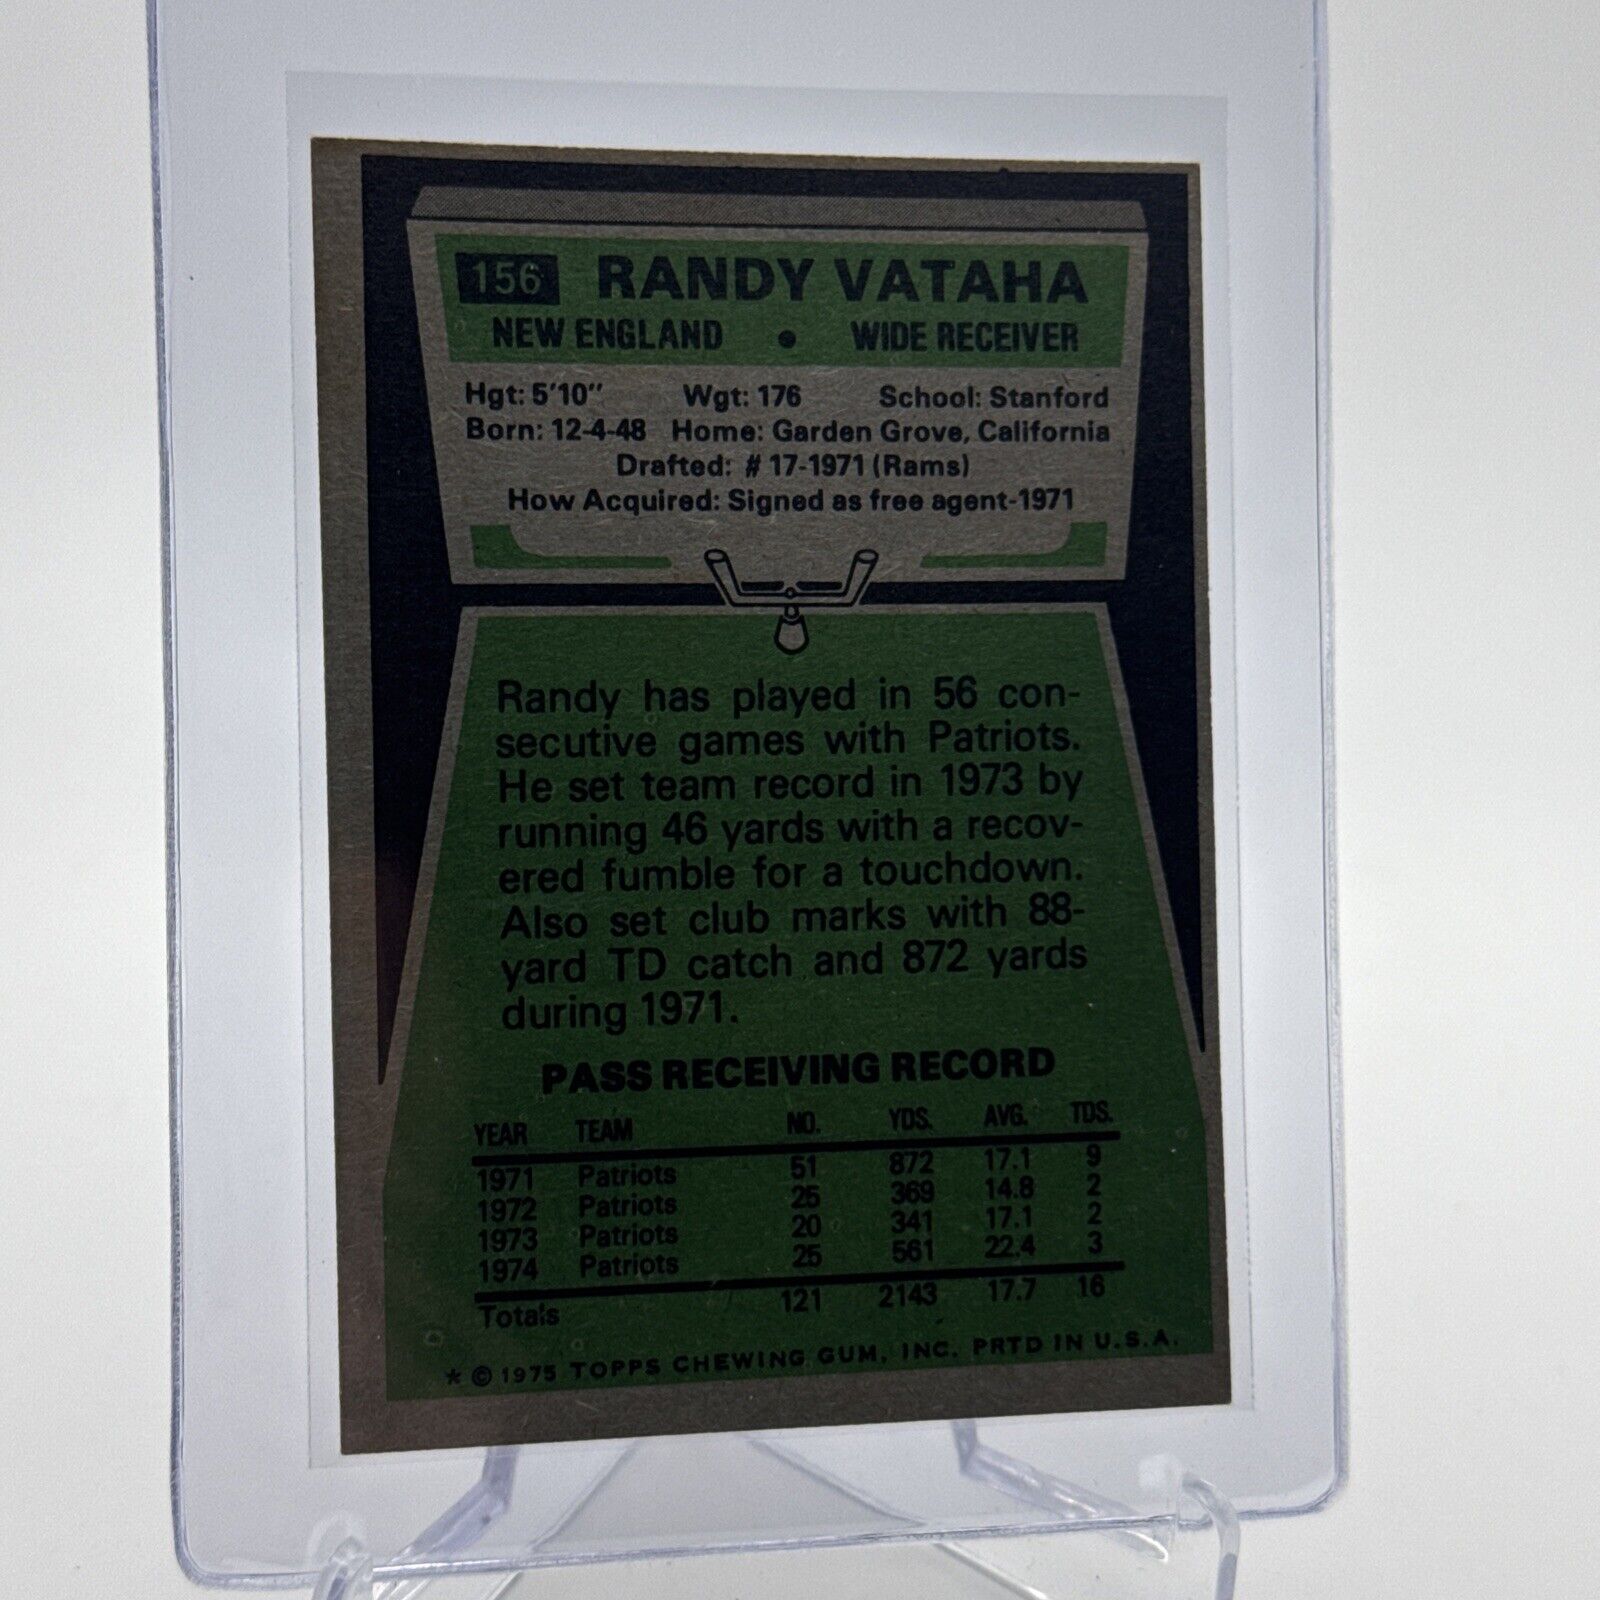 156 RANDY VATAHA
NEW ENGLAND • WIDE RECEIVER
Hgt: 5'10" Wgt: 176 School: Stanford
Born: 12-4-48 Home: Garden Grove, California
Drafted: # 17-1971 (Rams)
How Acquired: Signed as free agent-1971
Randy has played in 56 con-
secutive games with Patriots.
He set team record in 1973 by
running 46 yards with a recov-
ered fumble for a touchdown.
Also set club marks with 88-
yard TD catch and 872 yards
during 1971.
PASS RECEIVING RECORD
YEAR TEAM NO. YDS. AVG. TDS.
1971 Patriots 51 872 17.1 9
1972 Patriots 25 369 14.8 2
1973 Patriots 20 341 17.1 2
1974 Patriots 25 561 22.4 3
Totals 121 2143 17.7 16
* © 1975 TOPPS CHEWING GUM, INC. PRTD IN U.S.A.